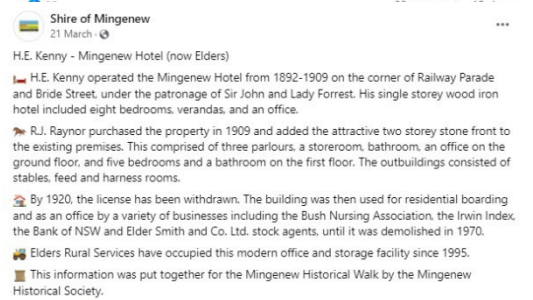 Shire of Mingenew
21 March ·
H.E. Kenny - Mingenew Hotel (now Elders)
H.E. Kenny operated the Mingenew Hotel from 1892-1909 on the corner of Railway Parade
and Bride Street, under the patronage of Sir John and Lady Forrest. His single storey wood iron
hotel included eight bedrooms, verandas, and an office.
R.J. Raynor purchased the property in 1909 and added the attractive two storey stone front to
the existing premises. This comprised of three parlours, a storeroom, bathroom, an office on the
ground floor, and five bedrooms and a bathroom on the first floor. The outbuildings consisted of
stables, feed and harness rooms.
By 1920, the license has been withdrawn. The building was then used for residential boarding
and as an office by a variety of businesses including the Bush Nursing Association, the Irwin Index,
the Bank of NSW and Elder Smith and Co. Ltd. stock agents, until it was demolished in 1970.
Elders Rural Services have occupied this modern office and storage facility since 1995.
This information was put together for the Mingenew Historical Walk by the Mingenew
Historical Society.